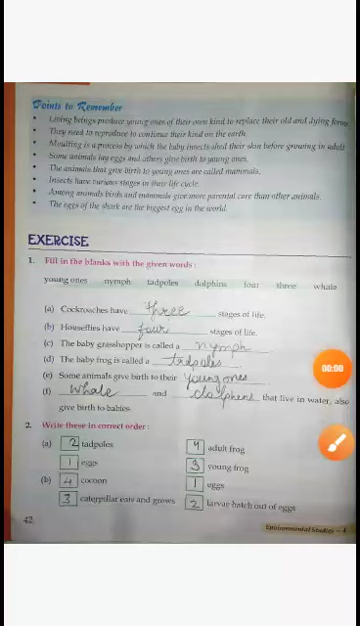 Points to Remember
• Living beings produce young ones of their own kind to replace their old and dying forms
• They need to reproduce to continue their kind on the earth.
• Moulting is a process by which the baby insects shed their skin before growing in adult
• Some animals lay eggs and others give birth to young ones.
• The animals that give birth to young ones are called mammals.
• Insects have various stages in their life cycle.
• Among animals birds and mammals give more parental care than other animals.
• The eggs of the shark are the biggest egg in the world.
EXERCISE
1. Fill in the blanks with the given words :
young ones nymph tadpoles dolphins four three whale
(a) Cockroaches have three stages of life.
(b) Houseflies have four stages of life.
(c) The baby grasshopper is called a nymph
(d) The baby frog is called a tadpoles
(e) Some animals give birth to their young ones
(f) whale and dolphens that live in water, also
give birth to babies.
00:00
2. Write these in correct order :
(a) 2 tadpoles 4 adult frog
1 eggs 3 young frog
(b) 4 cocoon 1 eggs
3 caterpillar eats and grows 2 larvae hatch out of eggs
42
Environmental Studies – 4